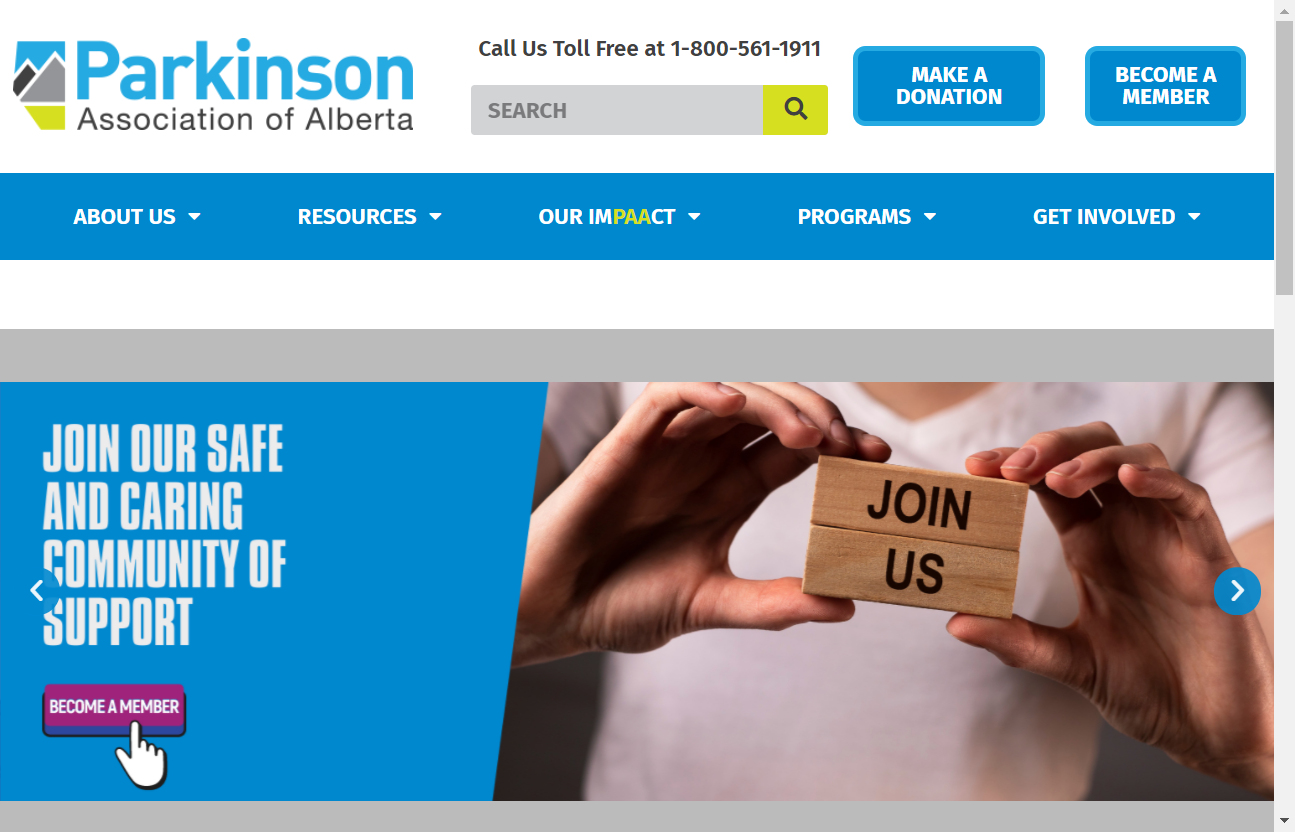 Parkinson
Association of Alberta
Call Us Toll Free at 1-800-561-1911
SEARCH
MAKE A
DONATION
BECOME A
MEMBER
ABOUT US
RESOURCES
OUR IMPAACT
PROGRAMS
GET INVOLVED
JOIN OUR SAFE
AND CARING
COMMUNITY OF
SUPPORT
BECOME A MEMBER
JOIN
US